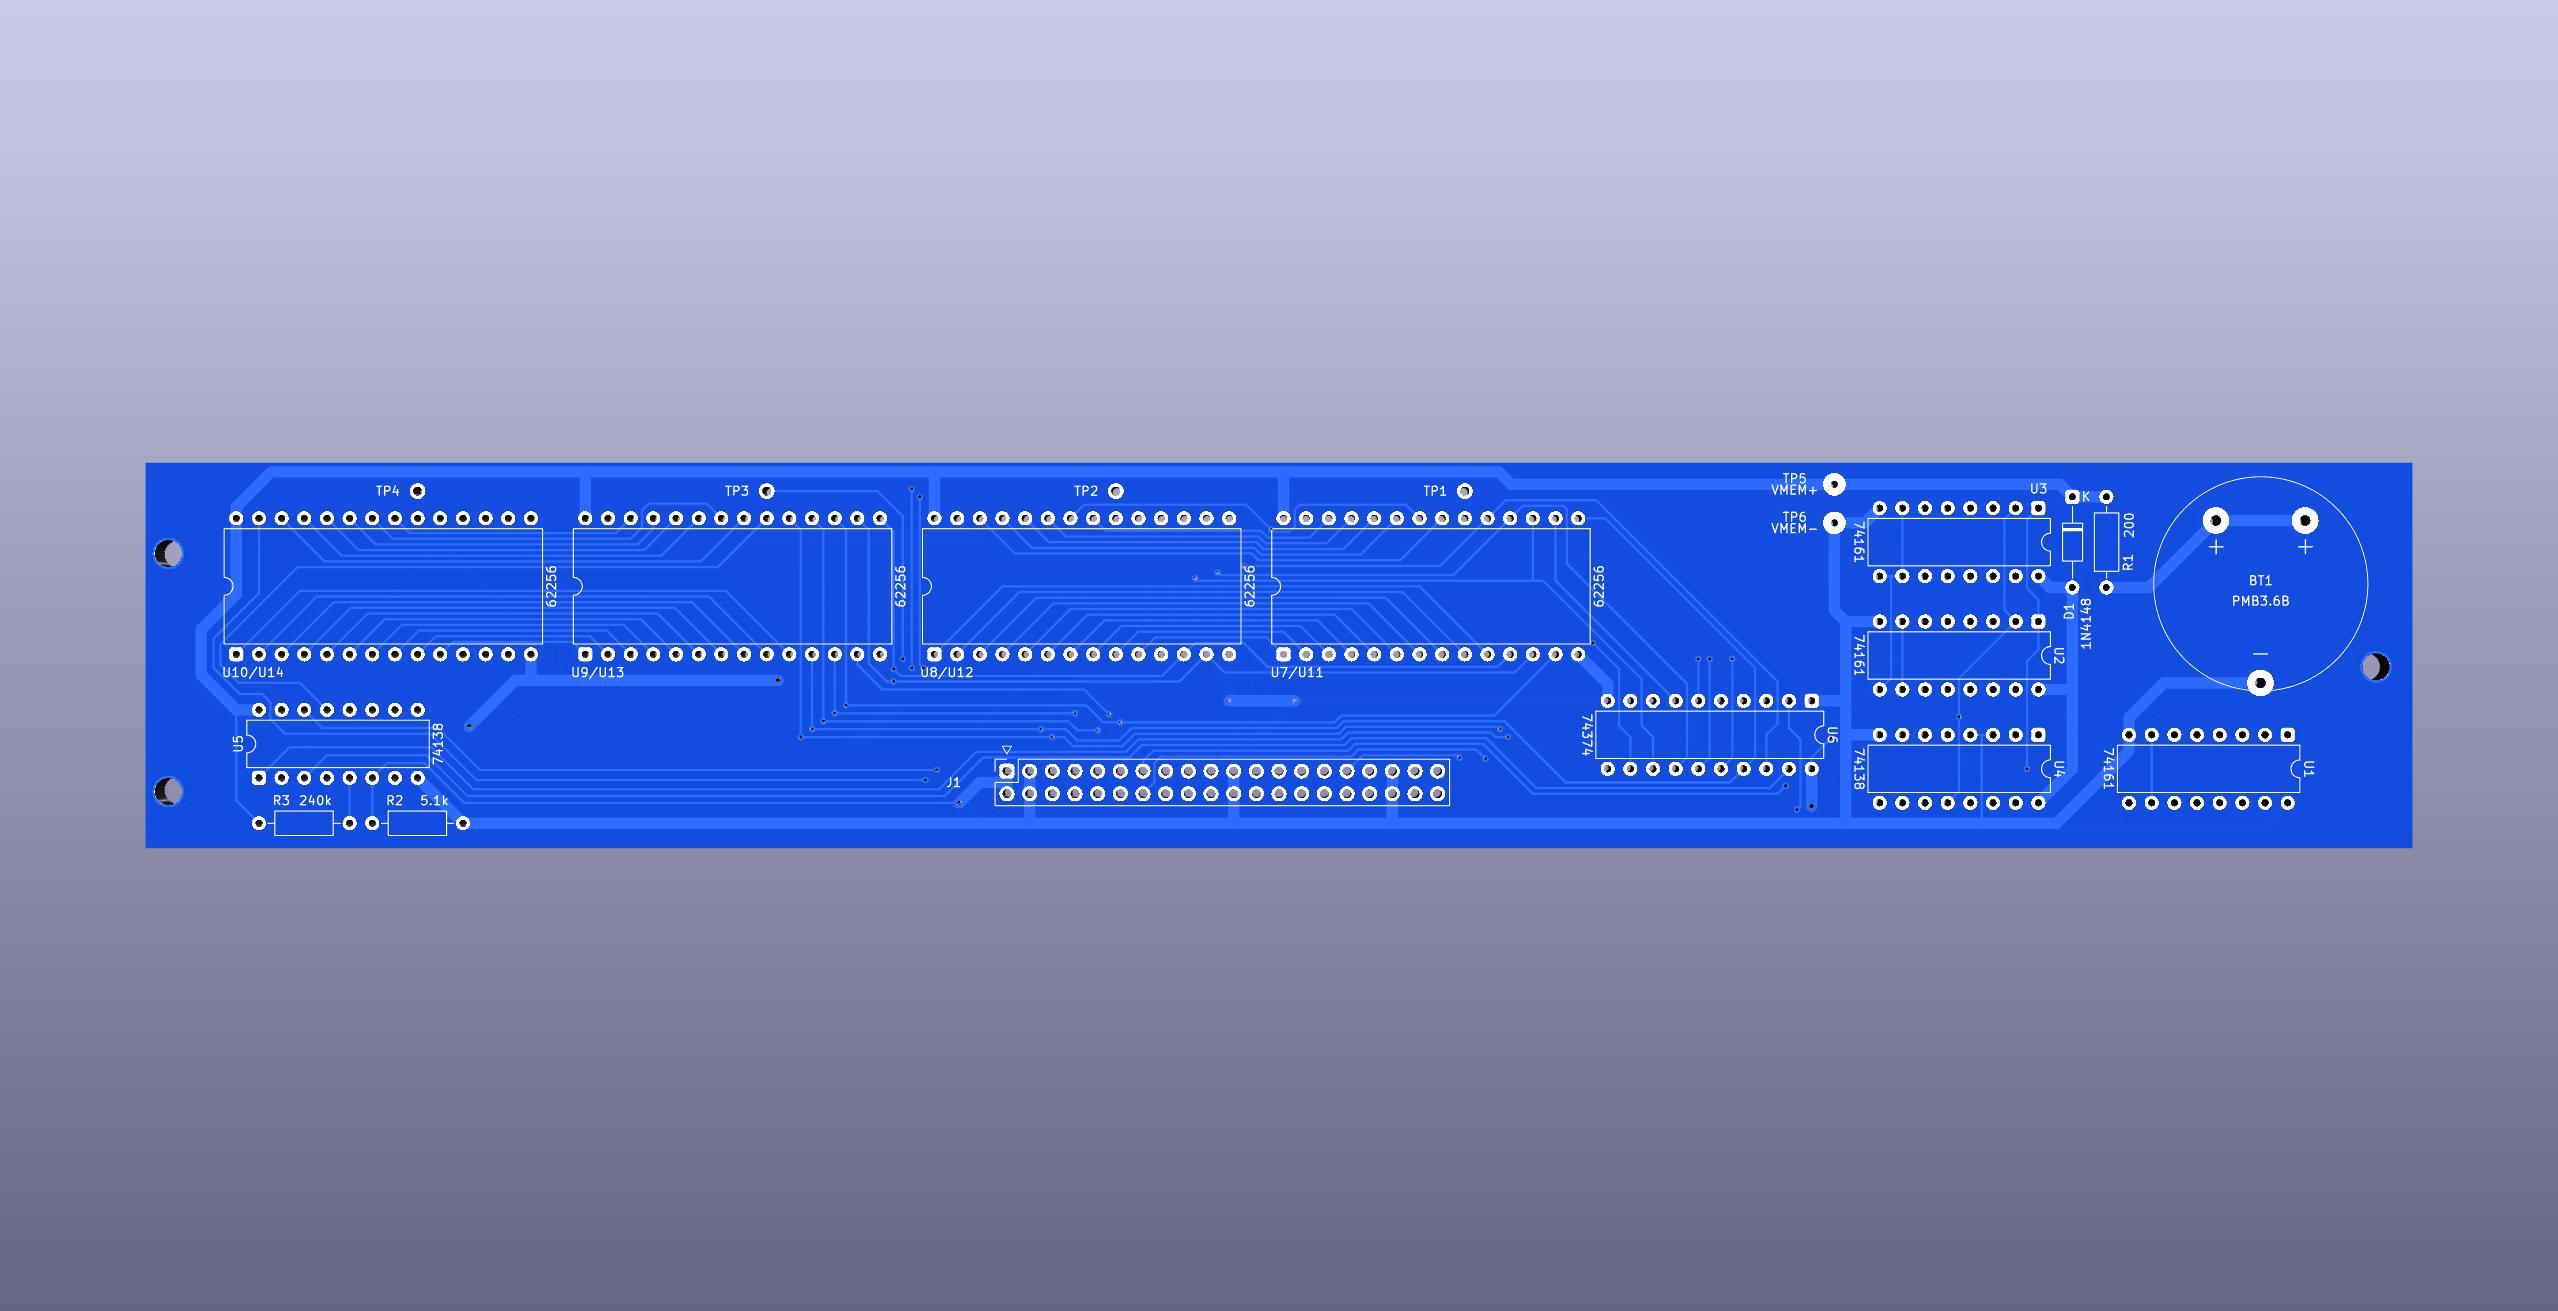 TP4
TP3
TP2
TP1
TP5
VMEM+
TP6
VMEM-
U3
K
74161
200
R1
+
+
BT1
PMB3.6B
−
D1
1N4148
62256
62256
62256
62256
U10/U14
U9/U13
U8/U12
U7/U11
74161
U2
U5
74138
74374
U6
74138
U4
74161
U1
J1
R3 240k
R2 5.1k